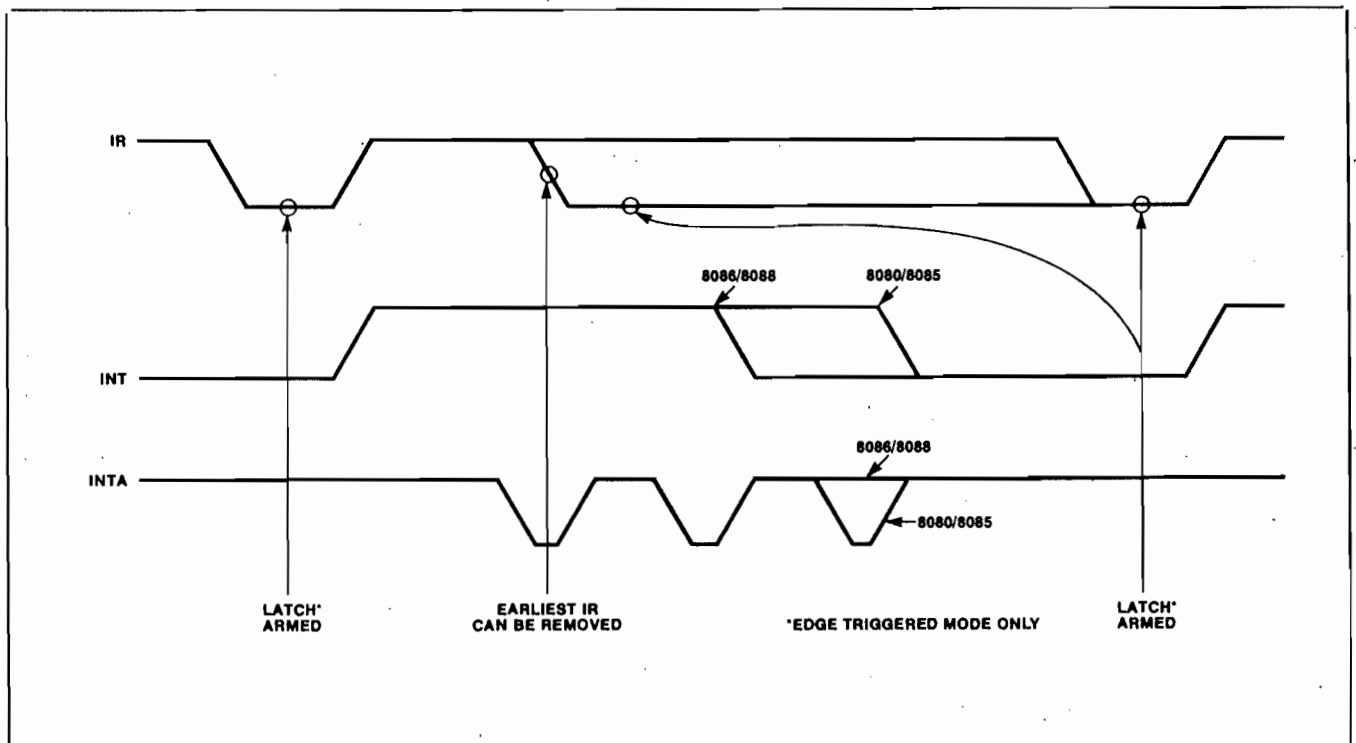 IR
8086/8088
8080/8085
INT
8086/8088
INTA
8080/8085
LATCH*
ARMED
EARLIEST IR
CAN BE REMOVED
*EDGE TRIGGERED MODE ONLY
LATCH*
ARMED